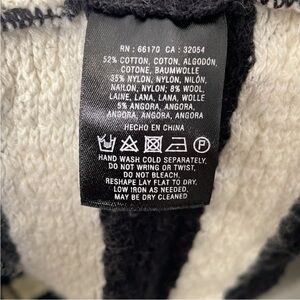 RN : 66170 CA : 32054
52% COTTON, COTON, ALGODÓN,
COTONE, BAUMWOLLE
35% NYLON, NYLON, NILÓN,
NAILON, NYLON; 8% WOOL,
LAINE, LANA, LANA, WOLLE
5% ANGORA, ANGORA,
ANGORA, ANGORA, ANGORA
HECHO EN CHINA
P
HAND WASH COLD SEPARATELY,
DO NOT WRING OR TWIST,
DO NOT BLEACH,
RESHAPE LAY FLAT TO DRY,
LOW IRON AS NEEDED.
MAY BE DRY CLEANED